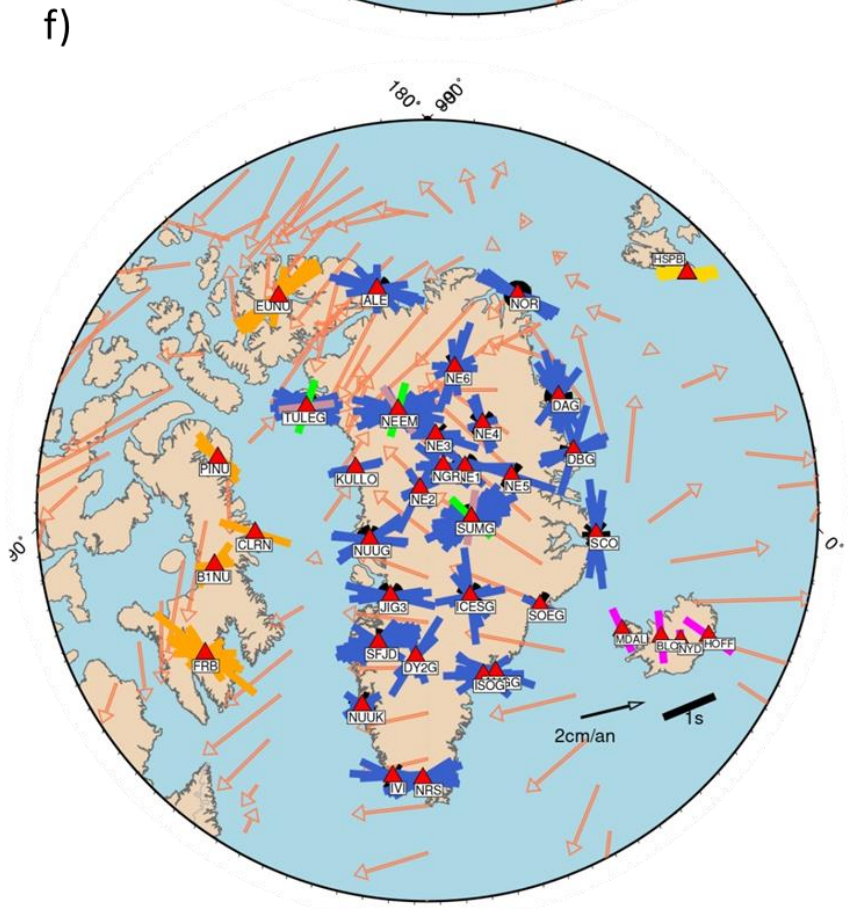 f)
180°
90°
HSPB
EUNU
ALE
NOR
NE6
TULEG
NEEM
DAG
NE3
NE4
DBG
PINU
KULLO
NGRI
NE1
NE5
NE2
SUMG
CLRN
NUUG
SCO
0°
B1NU
JIG3
ICESG
SOEG
MDAL
BLO
NYD
HOFF
FRB
SFJD
DY2G
ISOG
NUUK
2cm/an
1s
IVI
NRS